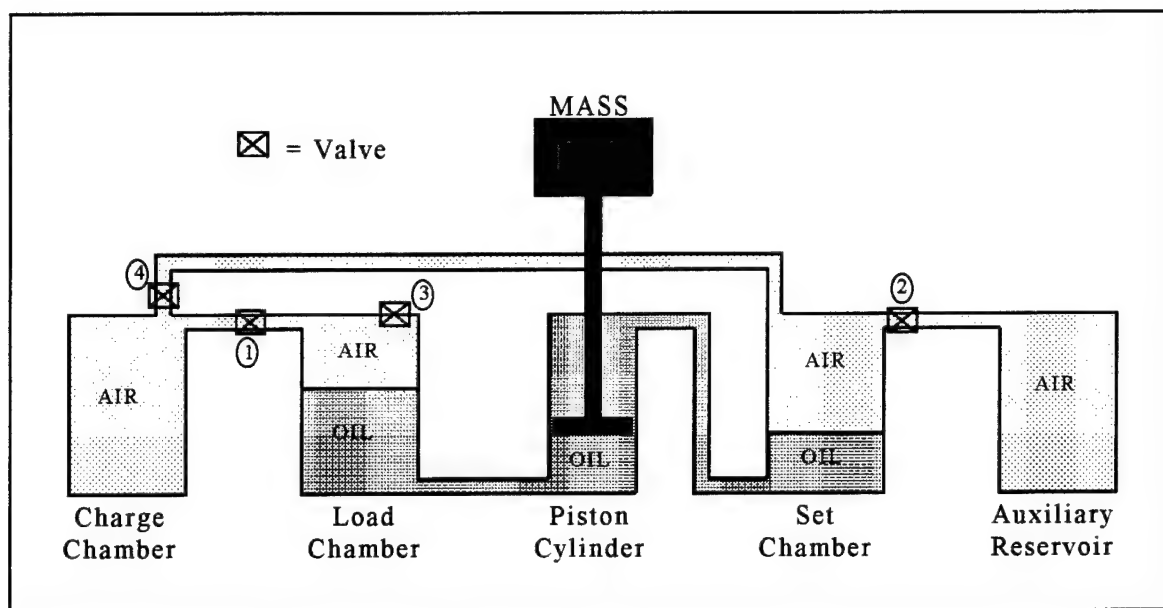 MASS
= Valve
4
3
2
1
AIR
AIR
AIR
AIR
OIL
OIL
OIL
Charge
Chamber
Load
Chamber
Piston
Cylinder
Set
Chamber
Auxiliary
Reservoir